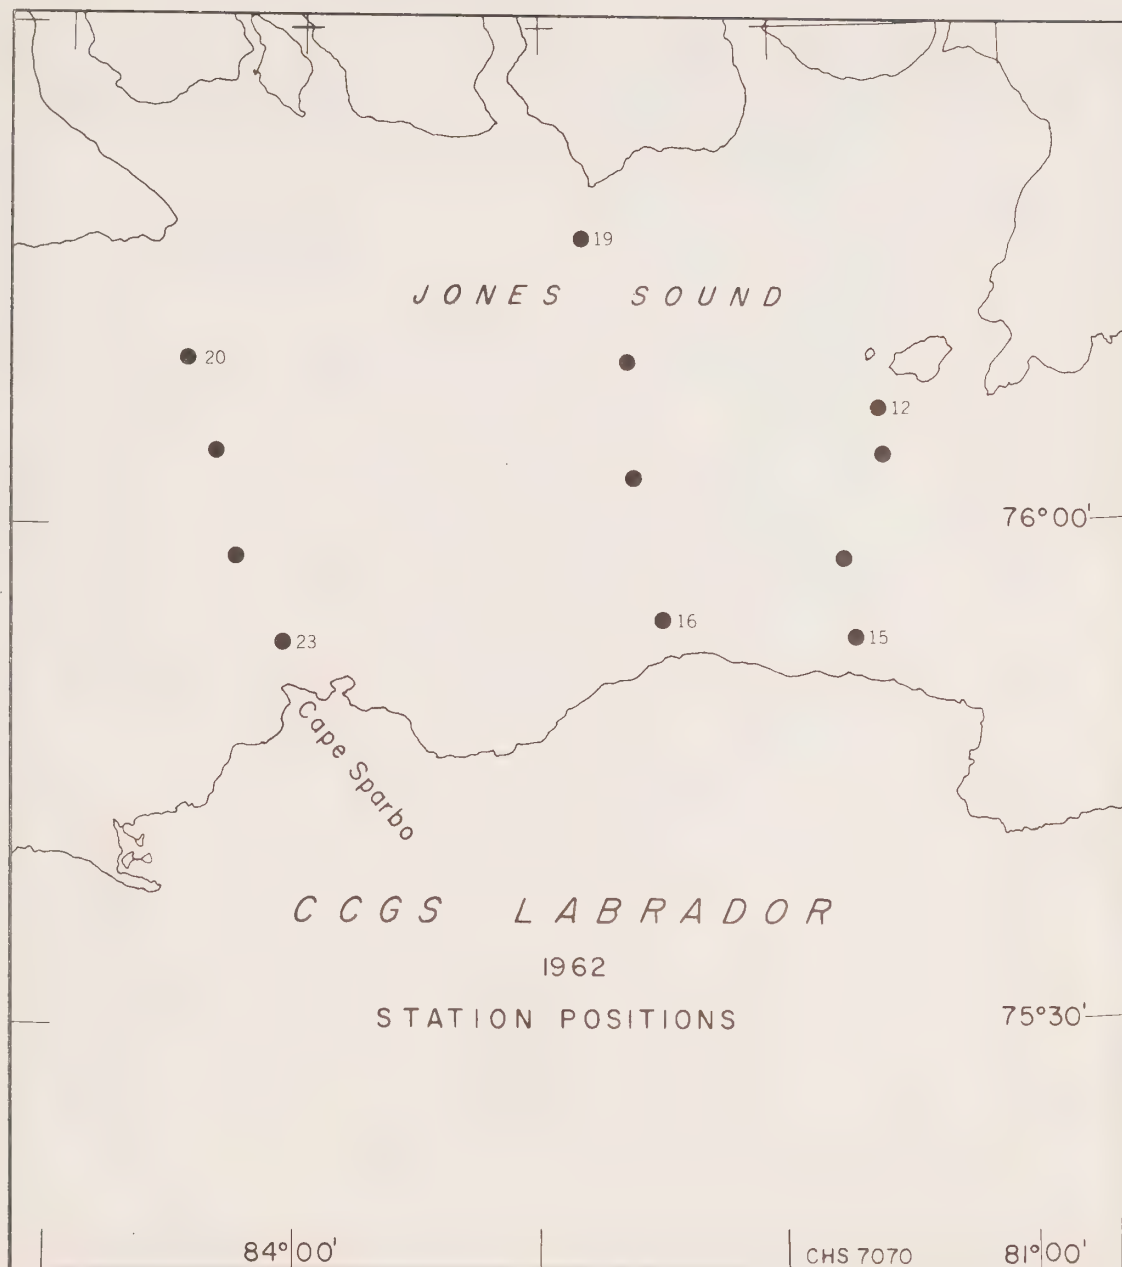 19
JONES SOUND
20
12
76°00'
16
15
23
Cape Sparbo
CCGS LABRADOR
1962
STATION POSITIONS
75°30'
84°00'
CHS 7070
81°00'